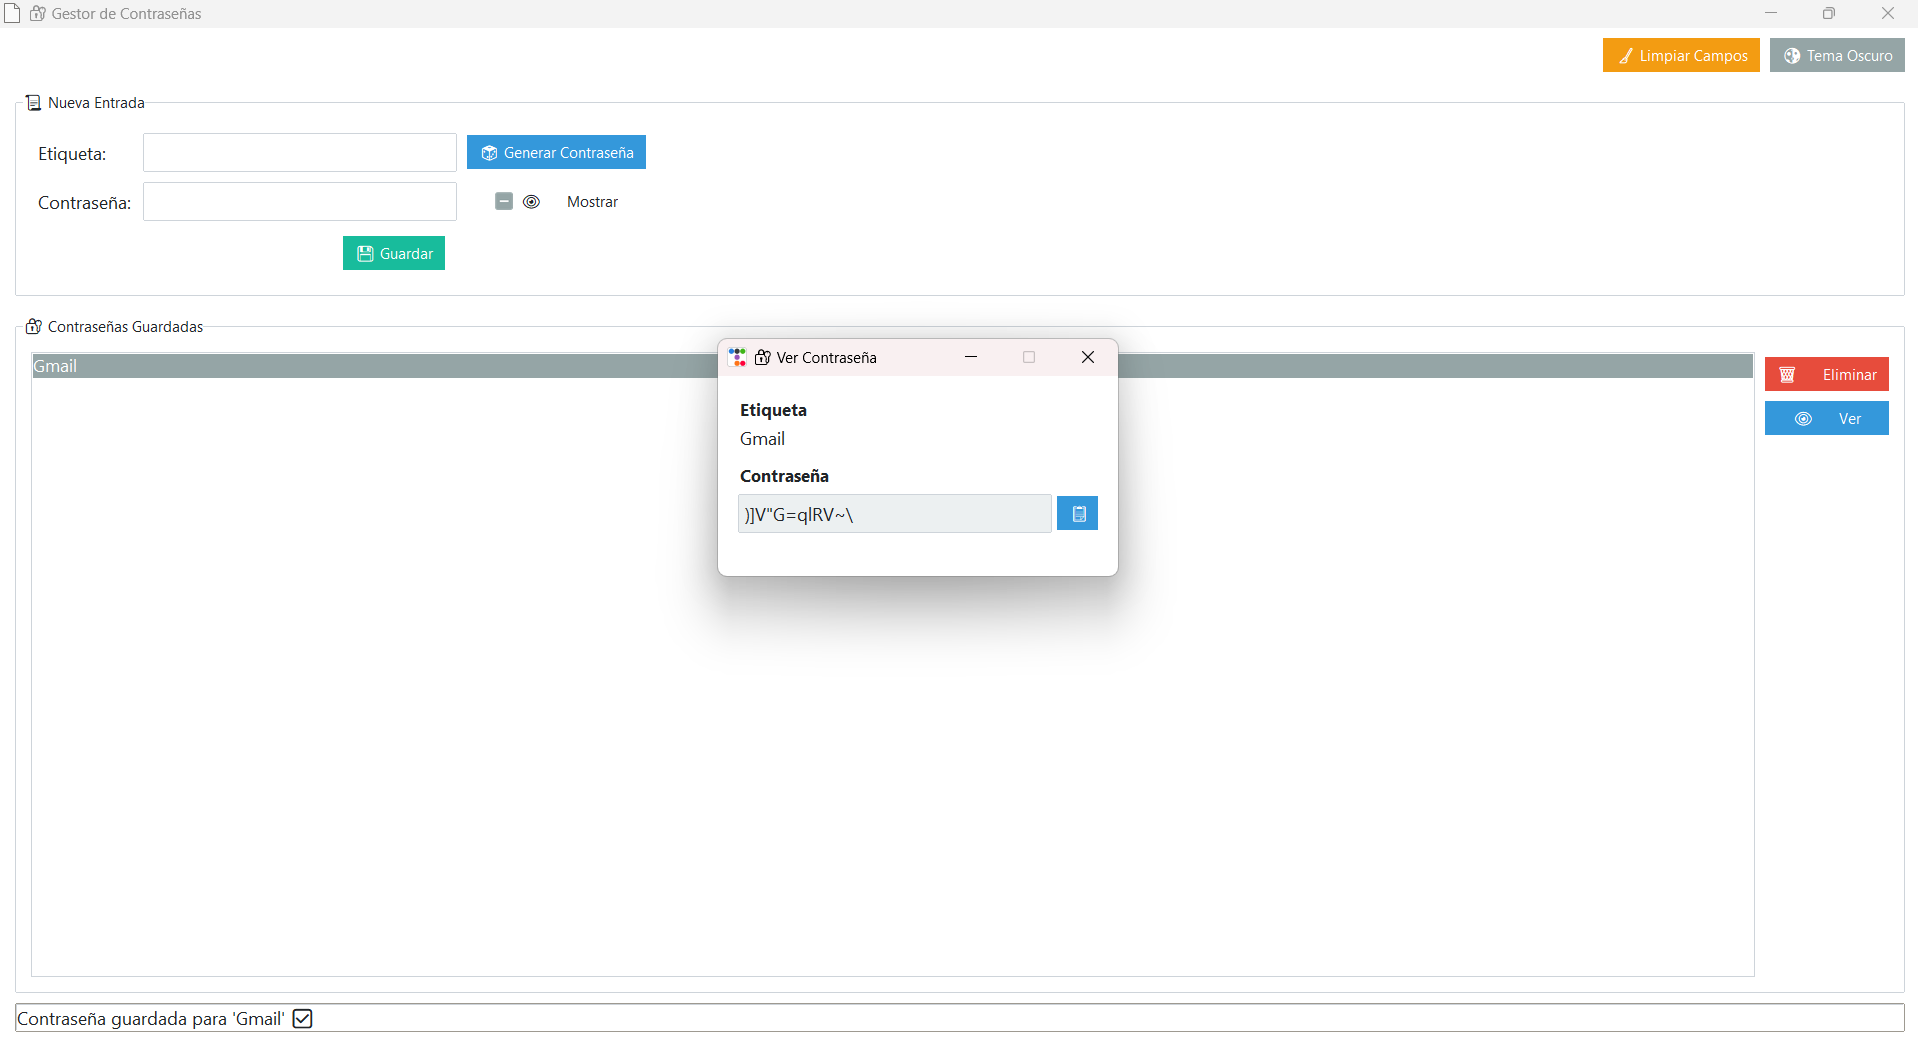 Gestor de Contraseñas
Limpiar Campos
Tema Oscuro
Nueva Entrada
Etiqueta:
Generar Contraseña
Contraseña:
Mostrar
Guardar
Contraseñas Guardadas
Gmail
Eliminar
Ver
Ver Contraseña
Etiqueta
Gmail
Contraseña
)]V"G=qlRV~\
Contraseña guardada para 'Gmail'